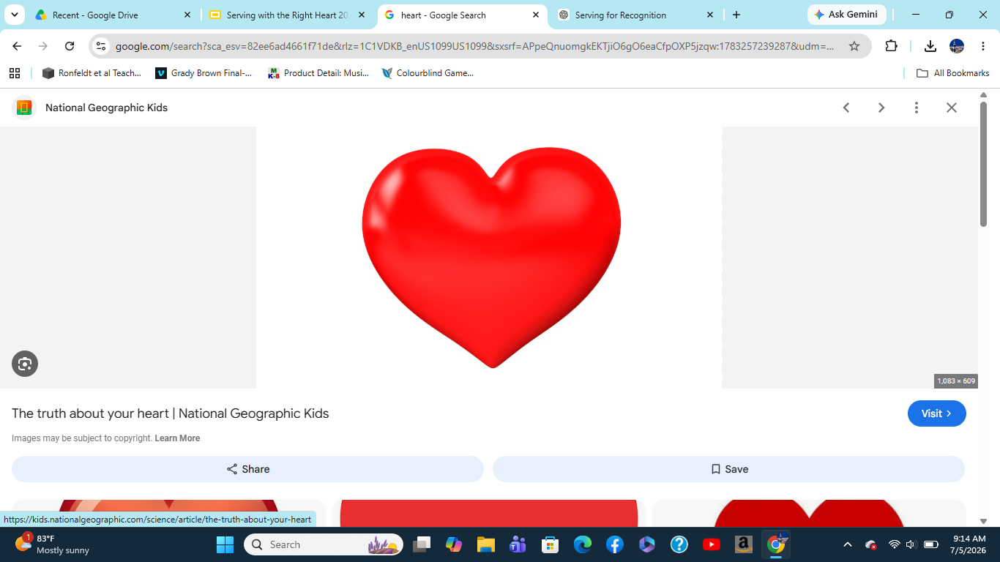 Recent - Google Drive
Serving with the Right Heart 20
heart - Google Search
Serving for Recognition
Ask Gemini
google.com/search?sca_esv=82ee6ad4661f71de&rlz=1C1VDKB_enUS1099US1099&sxsrf=APpeQnuomgkEKTjiO6gO6eaCfpOXP5jzqw:1783257239287&udm=...
Ronfeldt et al Teach...
Grady Brown Final-...
Product Detail: Musi...
Colourblind Game...
All Bookmarks
National Geographic Kids
1,083 × 609
The truth about your heart | National Geographic Kids
Visit
Images may be subject to copyright. Learn More
Share
Save
https://kids.nationalgeographic.com/science/article/the-truth-about-your-heart
1
83°F
Mostly sunny
Search
9:14 AM
7/5/2026